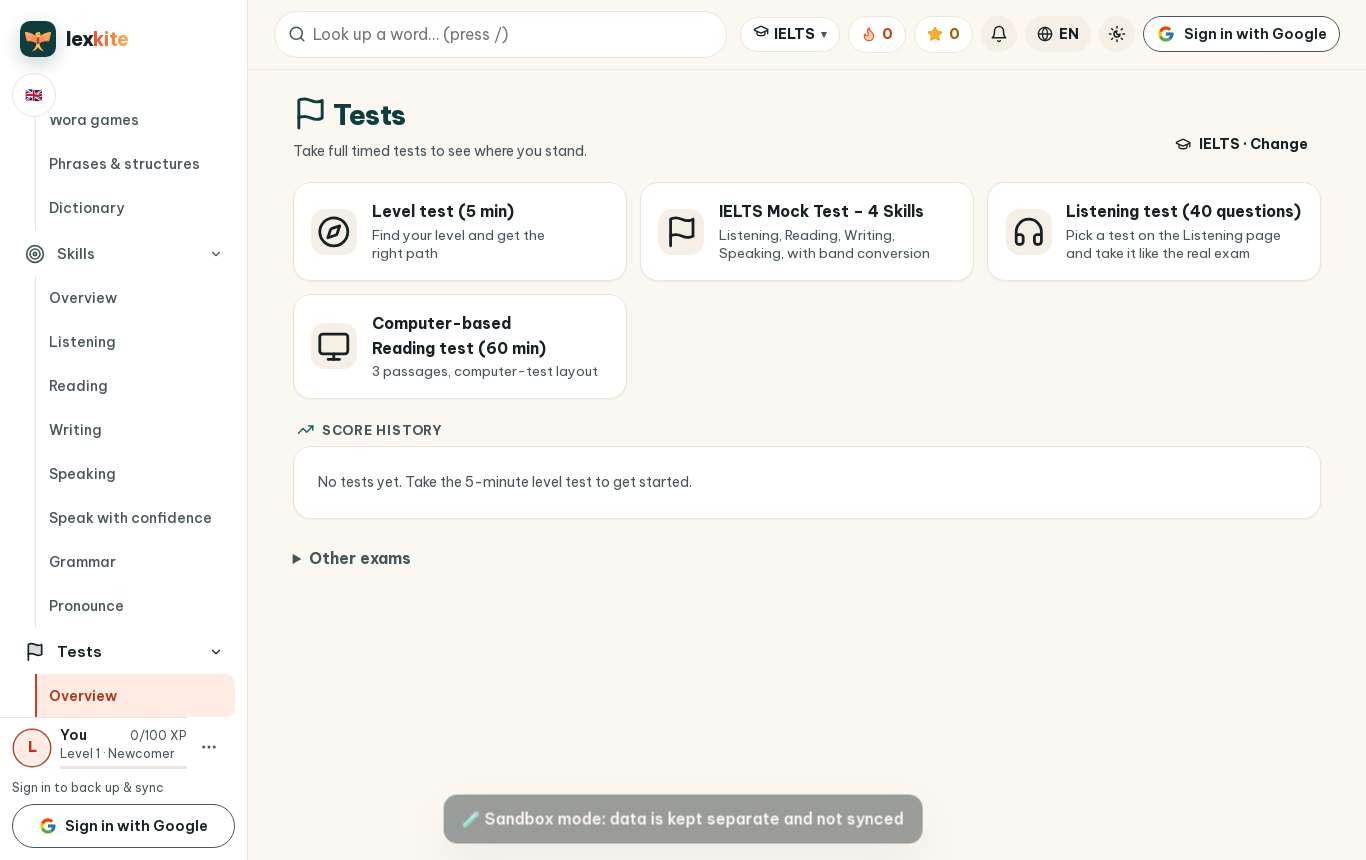 lexkite
Word games
Phrases & structures
Dictionary
Skills
Overview
Listening
Reading
Writing
Speaking
Speak with confidence
Grammar
Pronounce
Tests
Overview
L
You
0/100 XP
Level 1 · Newcomer
Sign in to back up & sync
Sign in with Google
Look up a word... (press /)
IELTS ▾
0
0
EN
Sign in with Google
Tests
Take full timed tests to see where you stand.
IELTS · Change
Level test (5 min)
Find your level and get the
right path
IELTS Mock Test – 4 Skills
Listening, Reading, Writing,
Speaking, with band conversion
Listening test (40 questions)
Pick a test on the Listening page
and take it like the real exam
Computer-based
Reading test (60 min)
3 passages, computer-test layout
SCORE HISTORY
No tests yet. Take the 5-minute level test to get started.
Other exams
Sandbox mode: data is kept separate and not synced